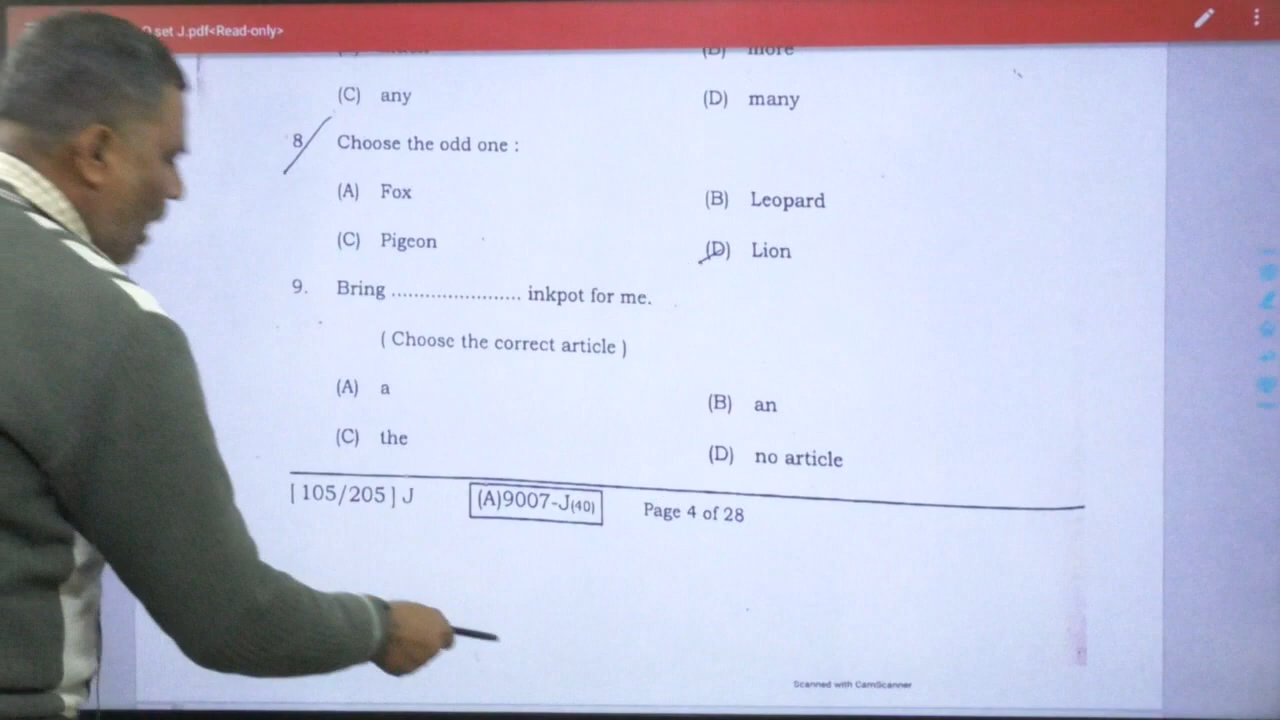 set J.pdf<Read-only>
(D) more
(C) any (D) many
8 Choose the odd one :
(A) Fox (B) Leopard
(C) Pigeon (D) Lion
9. Bring ....................... inkpot for me.
( Choose the correct article )
(A) a (B) an
(C) the (D) no article
[ 105/205 ] J (A)9007-J(40) Page 4 of 28
Scanned with CamScanner